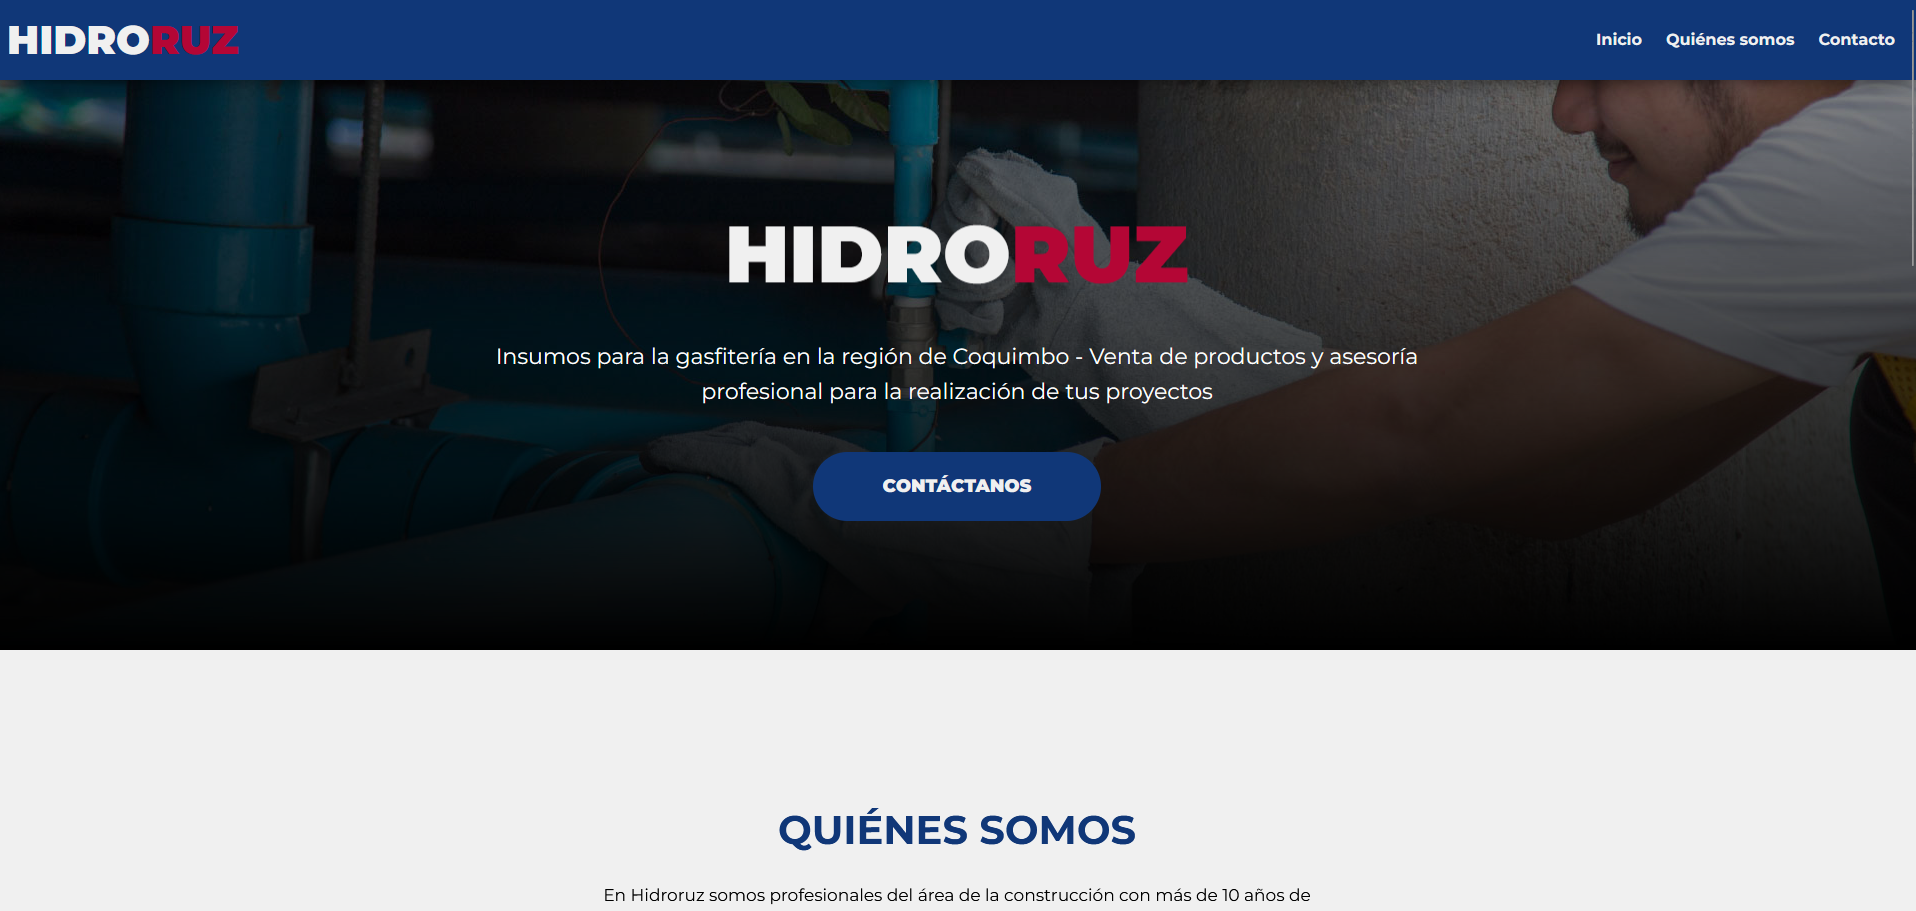 HIDRORUZ
Inicio Quiénes somos Contacto
HIDRORUZ
Insumos para la gasfitería en la región de Coquimbo - Venta de productos y asesoría
profesional para la realización de tus proyectos
CONTÁCTANOS
QUIÉNES SOMOS
En Hidroruz somos profesionales del área de la construcción con más de 10 años de